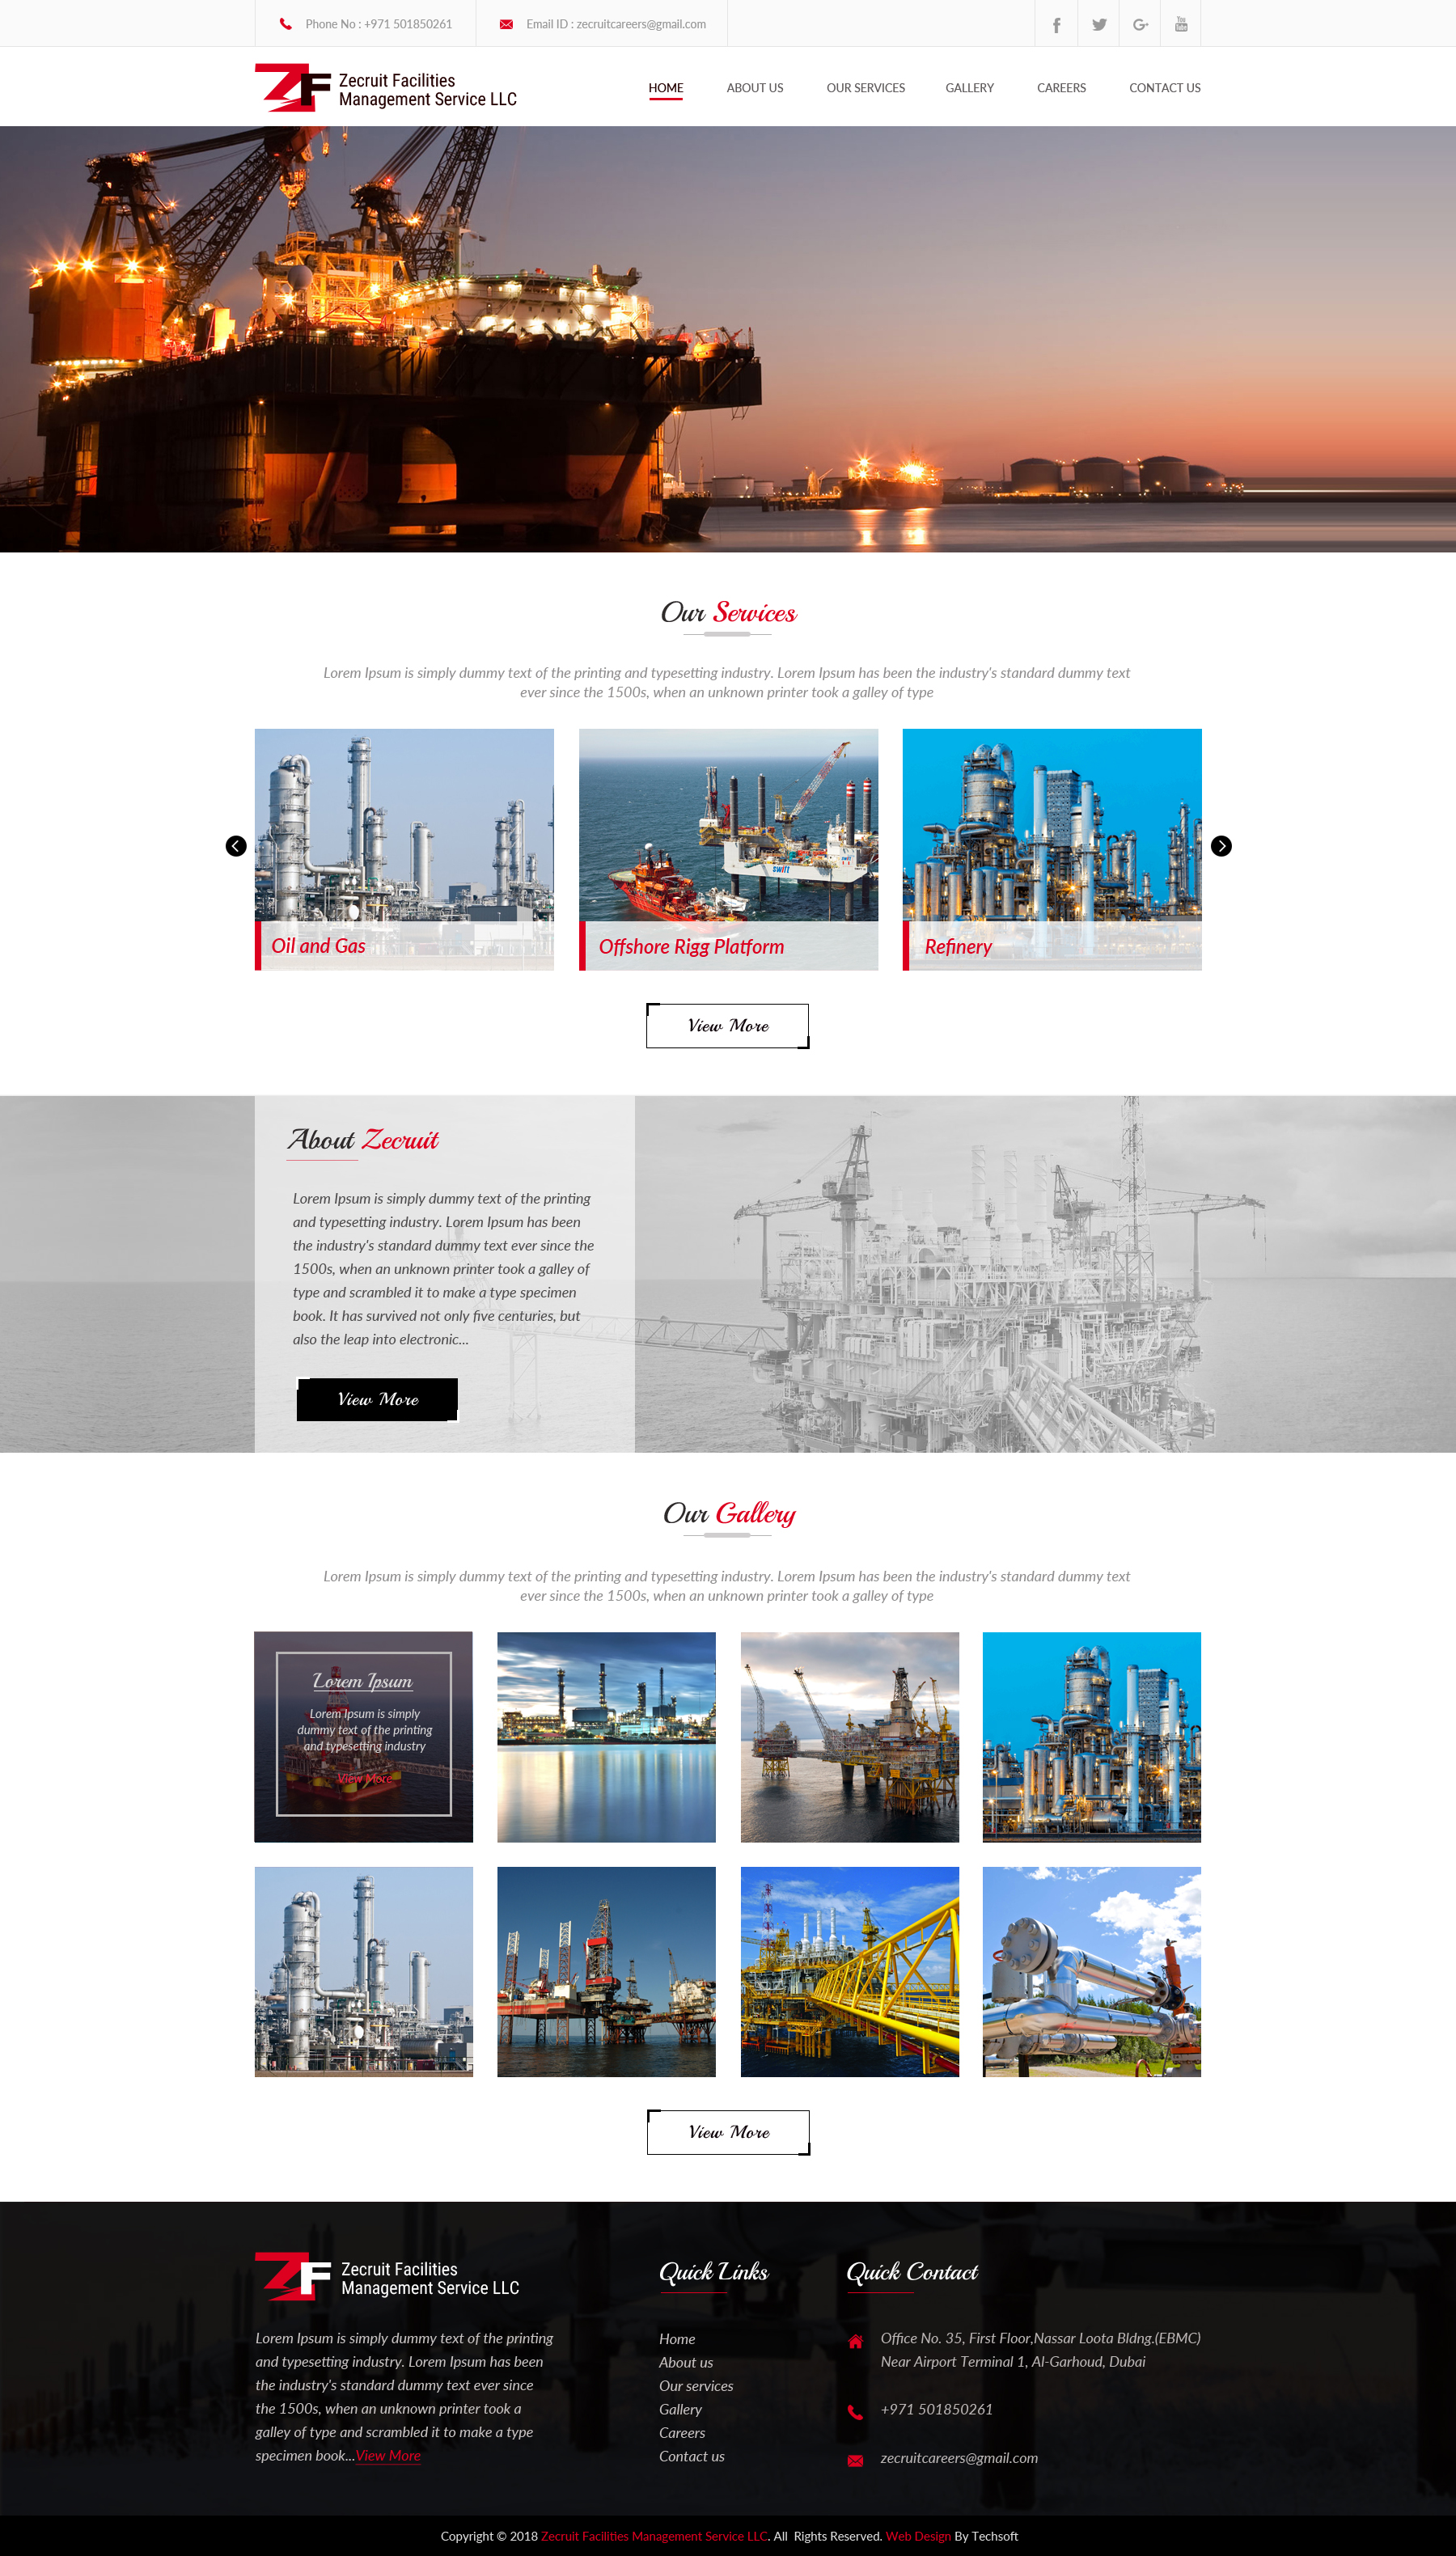 Phone No : +971 501850261
Email ID : zecruitcareers@gmail.com
ZF Zecruit Facilities
Management Service LLC
HOME
ABOUT US
OUR SERVICES
GALLERY
CAREERS
CONTACT US
Our Services
Lorem Ipsum is simply dummy text of the printing and typesetting industry. Lorem Ipsum has been the industry's standard dummy text
ever since the 1500s, when an unknown printer took a galley of type
swift
swift
Oil and Gas
Offshore Rigg Platform
Refinery
View More
About Zecruit
Lorem Ipsum is simply dummy text of the printing
and typesetting industry. Lorem Ipsum has been
the industry's standard dummy text ever since the
1500s, when an unknown printer took a galley of
type and scrambled it to make a type specimen
book. It has survived not only five centuries, but
also the leap into electronic...
View More
Our Gallery
Lorem Ipsum is simply dummy text of the printing and typesetting industry. Lorem Ipsum has been the industry's standard dummy text
ever since the 1500s, when an unknown printer took a galley of type
Lorem Ipsum
Lorem Ipsum is simply
dummy text of the printing
and typesetting industry
View More
View More
ZF Zecruit Facilities
Management Service LLC
Lorem Ipsum is simply dummy text of the printing
and typesetting industry. Lorem Ipsum has been
the industry's standard dummy text ever since
the 1500s, when an unknown printer took a
galley of type and scrambled it to make a type
specimen book...View More
Quick Links
Home
About us
Our services
Gallery
Careers
Contact us
Quick Contact
Office No. 35, First Floor,Nassar Loota Bldng.(EBMC)
Near Airport Terminal 1, Al-Garhoud, Dubai
+971 501850261
zecruitcareers@gmail.com
Copyright © 2018 Zecruit Facilities Management Service LLC. All Rights Reserved. Web Design By Techsoft